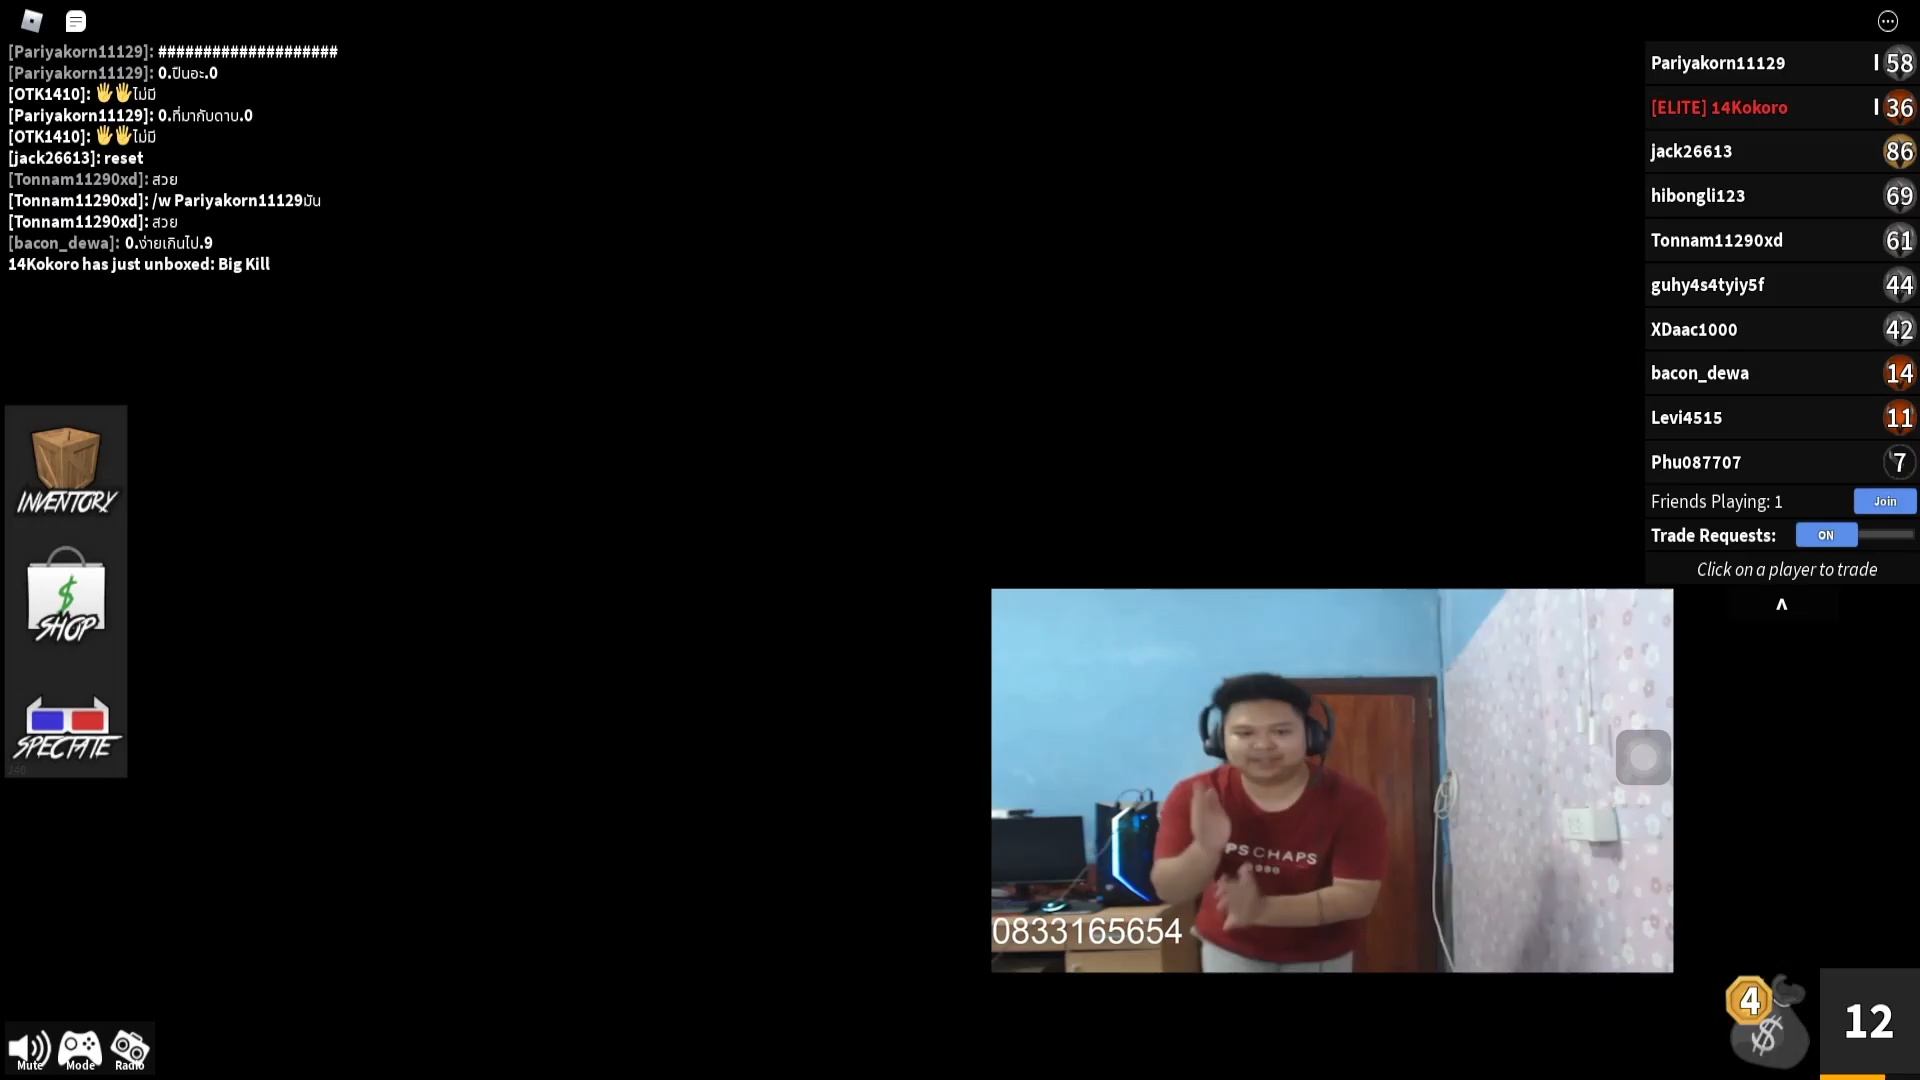 [Pariyakorn11129]: ####################
[Pariyakorn11129]: 0.ปืนอะ.0
[OTK1410]: 🖐🖐ไม่มี
[Pariyakorn11129]: 0.ที่มากับดาบ.0
[OTK1410]: 🖐🖐ไม่มี
[jack26613]: reset
[Tonnam11290xd]: สวย
[Tonnam11290xd]: /w Pariyakorn11129มัน
[Tonnam11290xd]: สวย
[bacon_dewa]: 0.ง่ายเกินไป.9
14Kokoro has just unboxed: Big Kill
Pariyakorn11129 I 58
[ELITE] 14Kokoro I 36
jack26613 86
hibongli123 69
Tonnam11290xd 61
guhy4s4tyiy5f 44
XDaac1000 42
bacon_dewa 14
Levi4515 11
Phu087707 7
Friends Playing: 1 Join
Trade Requests: ON
Click on a player to trade
INVENTORY
$
SHOP
SPECTATE
240
PS CHAPS
0833165654
4
$
12
Mute Mode Radio